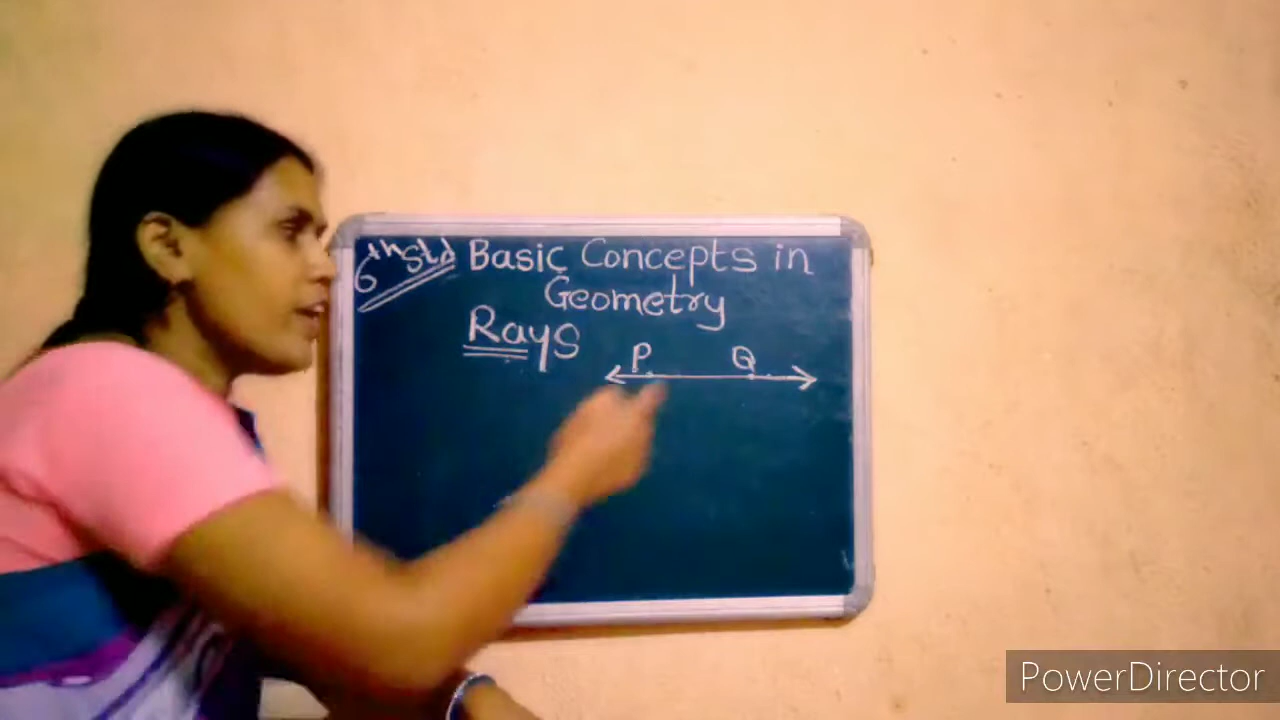 6th Std Basic Concepts in
Geometry
Rays
P Q
PowerDirector